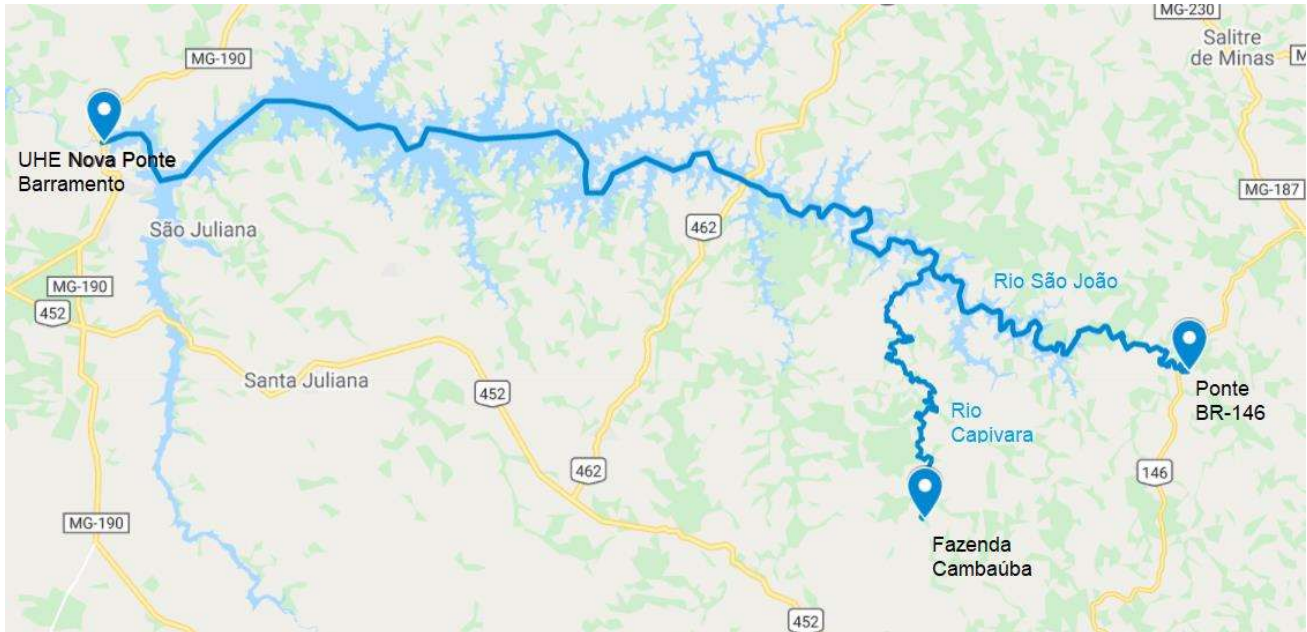 MG-230
Salitre
de Minas
MG-190
UHE Nova Ponte
Barramento
MG-187
São Juliana
462
MG-190
Rio São João
452
Santa Juliana
452
Ponte
BR-146
Rio
Capivara
462
146
MG-190
Fazenda
Cambaúba
452